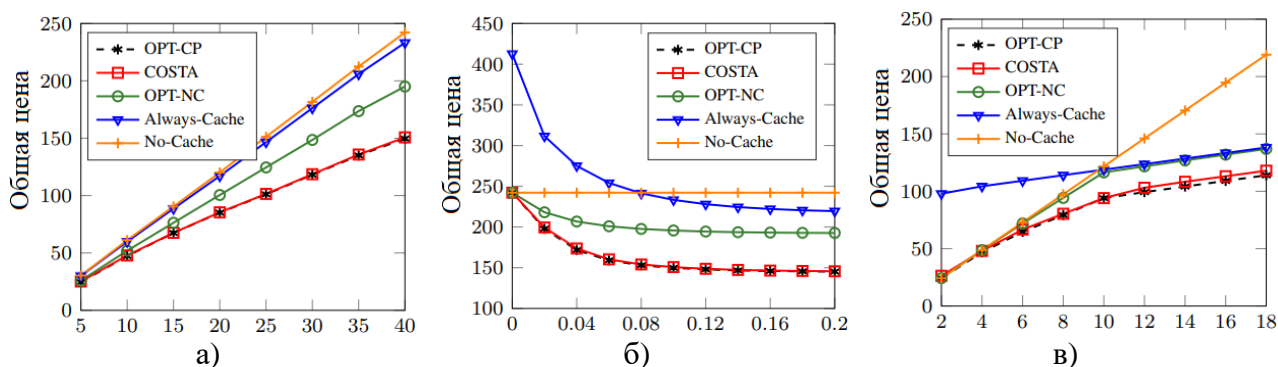 Общая цена
250
200
150
100
50
0
5 10 15 20 25 30 35 40
OPT-CP
COSTA
OPT-NC
Always-Cache
No-Cache
а)
Общая цена
450
400
350
300
250
200
150
100
0 0.04 0.08 0.12 0.16 0.2
OPT-CP
COSTA
OPT-NC
Always-Cache
No-Cache
б)
Общая цена
250
200
150
100
50
0
2 4 6 8 10 12 14 16 18
OPT-CP
COSTA
OPT-NC
Always-Cache
No-Cache
в)